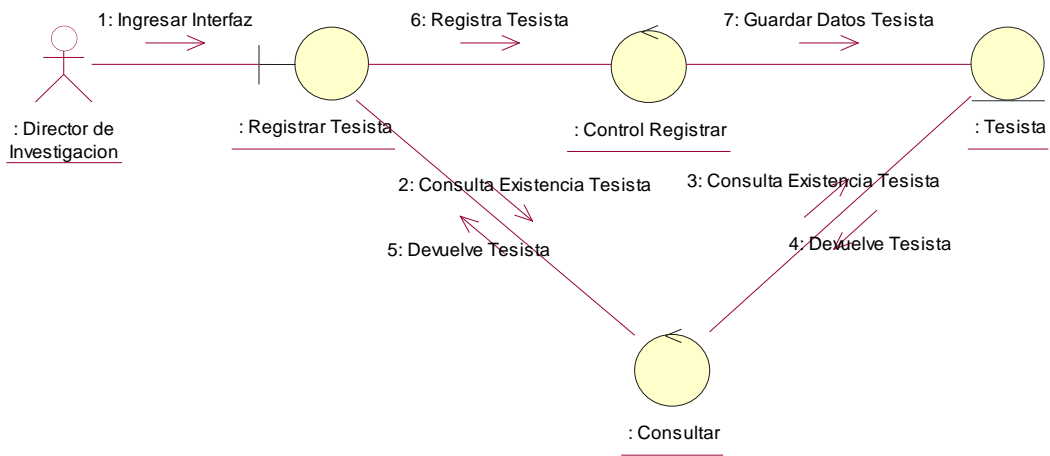 1: Ingresar Interfaz
6: Registra Tesista
7: Guardar Datos Tesista
: Director de
Investigacion
: Registrar Tesista
: Control Registrar
: Tesista
2: Consulta Existencia Tesista
3: Consulta Existencia Tesista
5: Devuelve Tesista
4: Devuelve Tesista
: Consultar